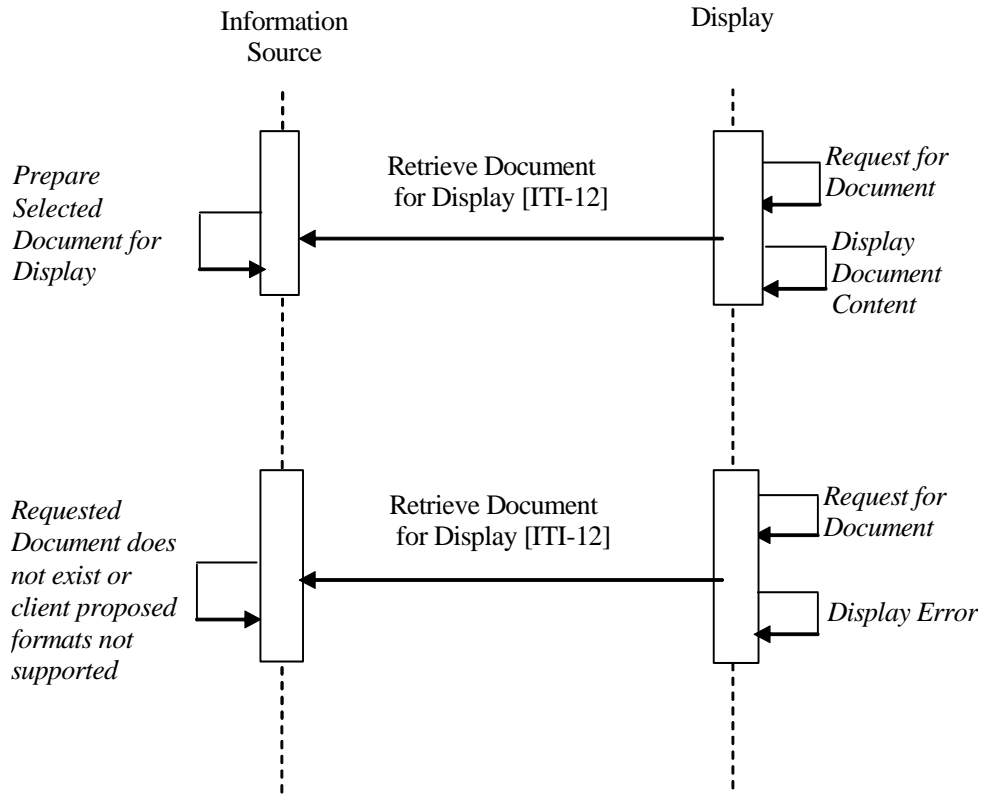 Information
Source
Display
Prepare
Selected
Document for
Display
Retrieve Document
for Display [ITI-12]
Request for
Document
Display
Document
Content
Requested
Document does
not exist or
client proposed
formats not
supported
Retrieve Document
for Display [ITI-12]
Request for
Document
Display Error